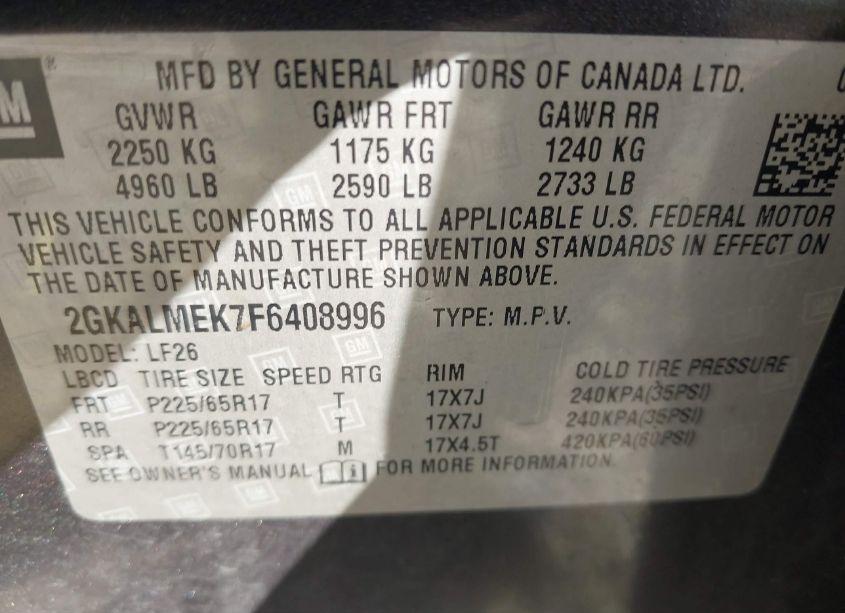 M ® MFD BY GENERAL MOTORS OF CANADA LTD.
GVWR GAWR FRT GAWR RR
2250 KG 1175 KG 1240 KG
4960 LB 2590 LB 2733 LB
THIS VEHICLE CONFORMS TO ALL APPLICABLE U.S. FEDERAL MOTOR
VEHICLE SAFETY AND THEFT PREVENTION STANDARDS IN EFFECT ON
THE DATE OF MANUFACTURE SHOWN ABOVE.
2GKALMEK7F6408996 TYPE: M.P.V.
MODEL: LF26
LBCD TIRE SIZE SPEED RTG RIM COLD TIRE PRESSURE
FRT P225/65R17 T 17X7J 240KPA(35PSI)
RR P225/65R17 T 17X7J 240KPA(35PSI)
SPA T145/70R17 M 17X4.5T 420KPA(60PSI)
SEE OWNER'S MANUAL FOR MORE INFORMATION.